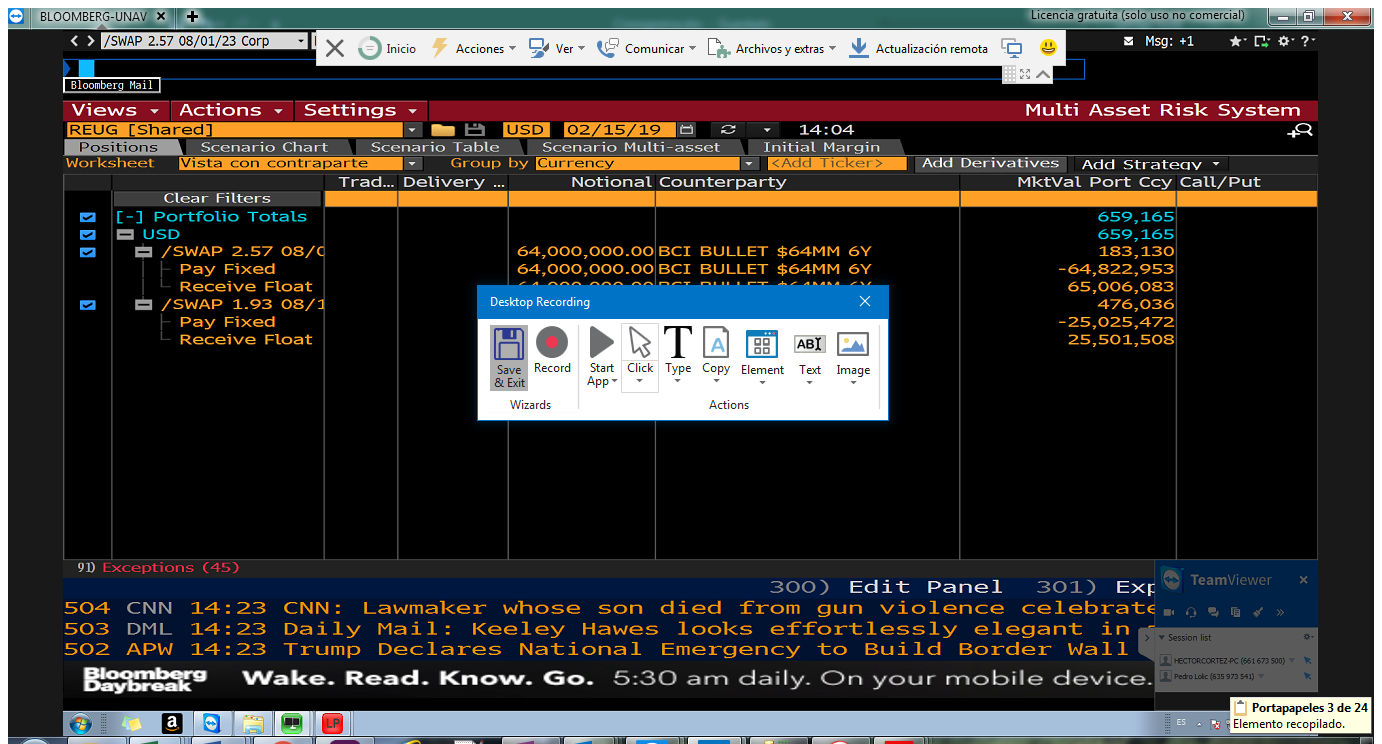 BLOOMBERG-UNAV
Licencia gratuita (solo uso no comercial)
/SWAP 2.57 08/01/23 Corp
Inicio Acciones Ver Comunicar Archivos y extras Actualización remota
Msg: +1
Bloomberg Mail
Views Actions Settings Multi Asset Risk System
REUG [Shared] USD 02/15/19 14:04
Positions Scenario Chart Scenario Table Scenario Multi-asset Initial Margin
Worksheet Vista con contraparte Group by Currency <Add Ticker> Add Derivatives Add Strategy
Trad... Delivery ... Notional Counterparty MktVal Port Ccy Call/Put
Clear Filters
[-] Portfolio Totals 659,165
USD 659,165
/SWAP 2.57 08/0 64,000,000.00 BCI BULLET $64MM 6Y 183,130
Pay Fixed 64,000,000.00 BCI BULLET $64MM 6Y -64,822,953
Receive Float 64,000,000.00 BCI BULLET $64MM 6Y 65,006,083
/SWAP 1.93 08/1 476,036
Pay Fixed -25,025,472
Receive Float 25,501,508
Desktop Recording
Save & Exit
Record
Start App
Click
Type
Copy
Element
Text
Image
Wizards
Actions
91) Exceptions (45)
300) Edit Panel 301) Exp
504 CNN 14:23 CNN: Lawmaker whose son died from gun violence celebrate
503 DML 14:23 Daily Mail: Keeley Hawes looks effortlessly elegant in
502 APW 14:23 Trump Declares National Emergency to Build Border Wall
Bloomberg Daybreak Wake. Read. Know. Go. 5:30 am daily. On your mobile device.
TeamViewer
Session list
HECTORCORTEZ-PC (661 673 500)
Pedro Lolic (635 973 541)
LP
ES
Portapapeles 3 de 24
Elemento recopilado.